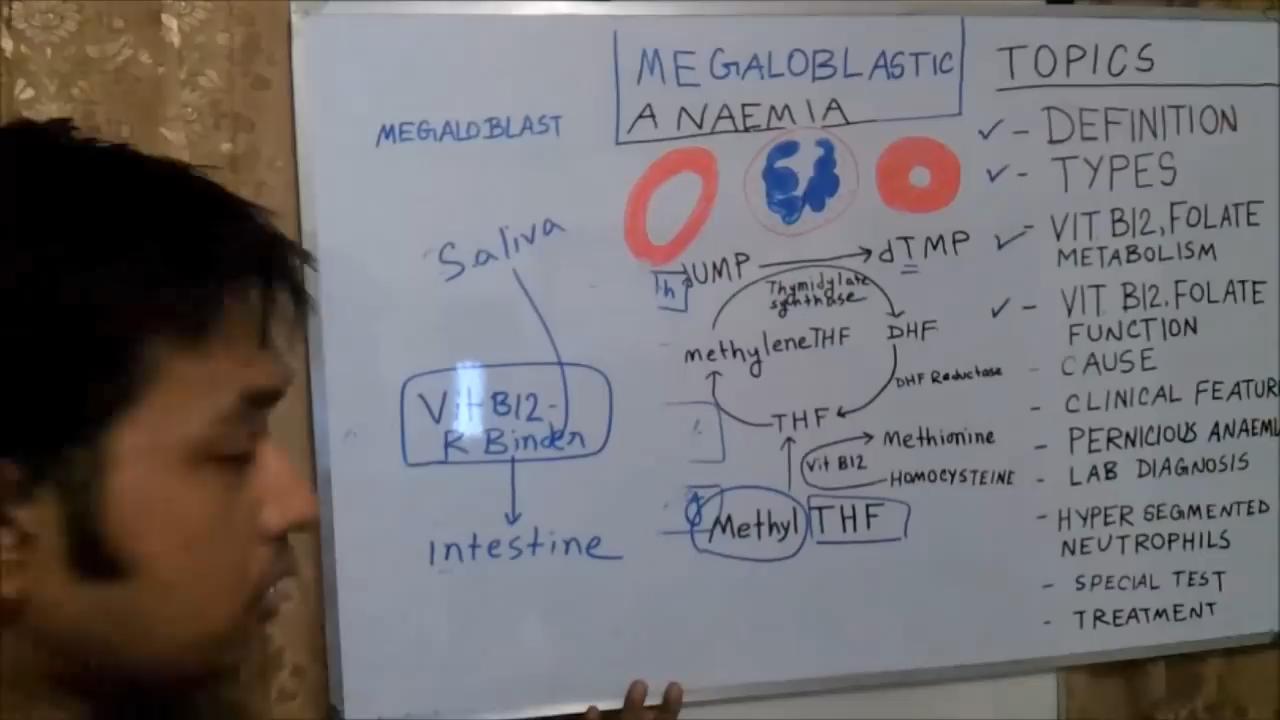 MEGALOBLASTIC
ANAEMIA
MEGALOBLAST
Saliva
Vit B12-
R Binder
Intestine
dUMP
dTMP
Thymidylate
synthase
methyleneTHF
DHF
DHF Reductase
THF
Methionine
Vit B12
HOMOCYSTEINE
Methyl THF
TOPICS
✓ - DEFINITION
✓ - TYPES
✓ - VIT B12, FOLATE
METABOLISM
✓ - VIT B12, FOLATE
FUNCTION
- CAUSE
- CLINICAL FEATUR
- PERNICIOUS ANAEMI
- LAB DIAGNOSIS
- HYPER SEGMENTED
NEUTROPHILS
- SPECIAL TEST
- TREATMENT